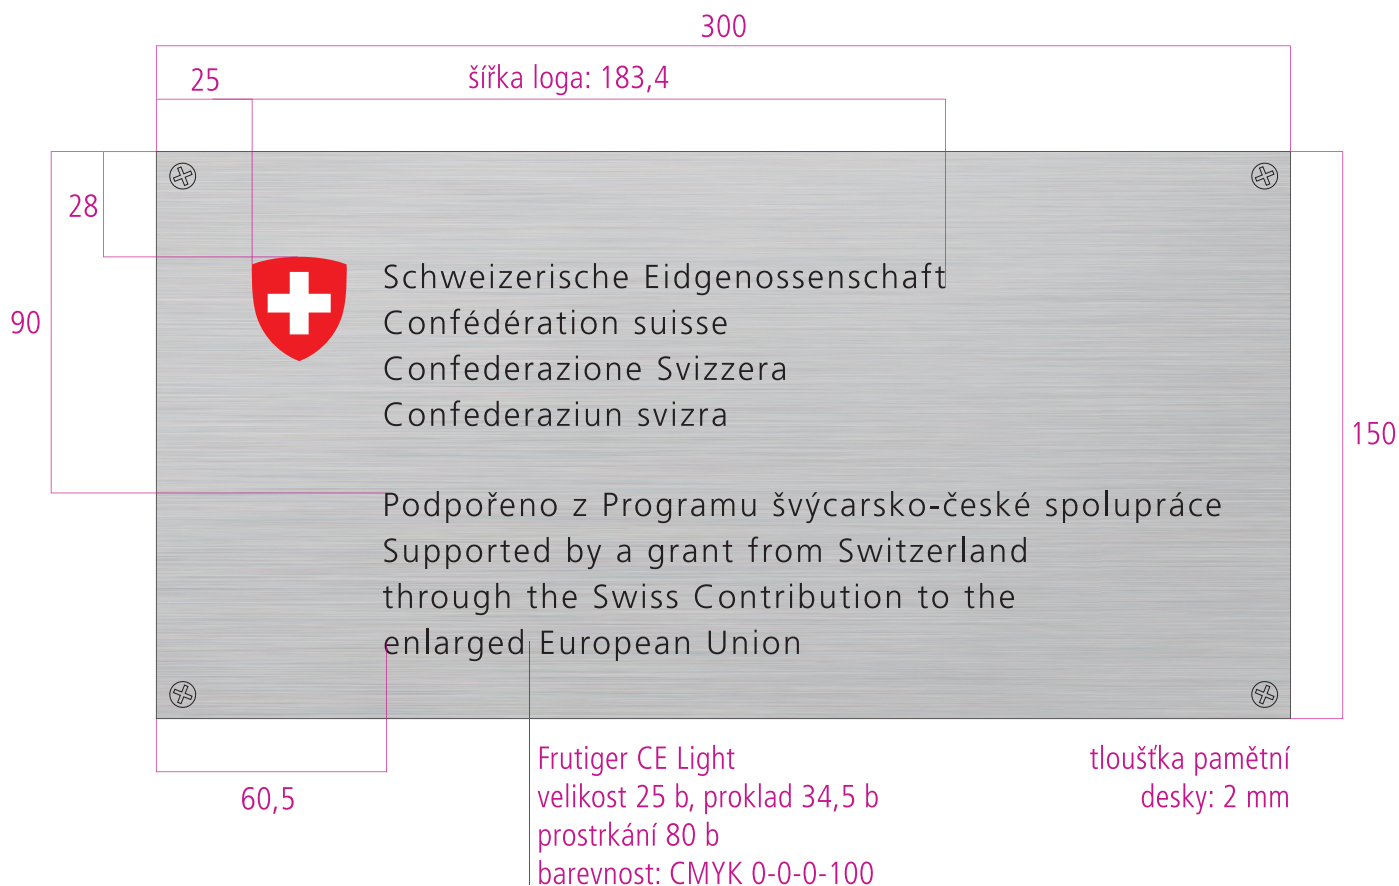 300
25
šířka loga: 183,4
28
90
Schweizerische Eidgenossenschaft
Confédération suisse
Confederazione Svizzera
Confederaziun svizra
150
Podpořeno z Programu švýcarsko-české spolupráce
Supported by a grant from Switzerland
through the Swiss Contribution to the
enlarged European Union
60,5
Frutiger CE Light
velikost 25 b, proklad 34,5 b
prostrkání 80 b
barevnost: CMYK 0-0-0-100
tloušťka pamětní
desky: 2 mm